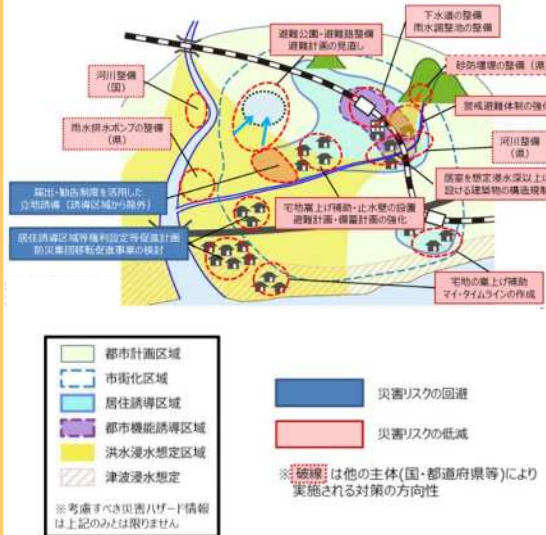 避難公園・避難路整備
避難計画の見直し
下水道の整備
雨水調整池の整備
砂防堰堤の整備（県）
河川整備
（国）
警戒避難体制の強化
雨水排水ポンプの整備
（県）
河川整備
（県）
届出・勧告制度を活用した
立地誘導（誘導区域から除外）
居室を想定浸水深以上に
設ける建築物の構造規制
宅地嵩上げ補助・止水壁の設置
避難計画・備蓄計画の強化
居住誘導区域等権利設定等促進計画
防災集団移転促進事業の検討
宅地の嵩上げ補助
マイ・タイムラインの作成
都市計画区域
市街化区域
居住誘導区域
都市機能誘導区域
洪水浸水想定区域
津波浸水想定
※考慮すべき災害ハザード情報
は上記のみとは限りません
災害リスクの回避
災害リスクの低減
※破線は他の主体(国・都道府県等)により
実施される対策の方向性